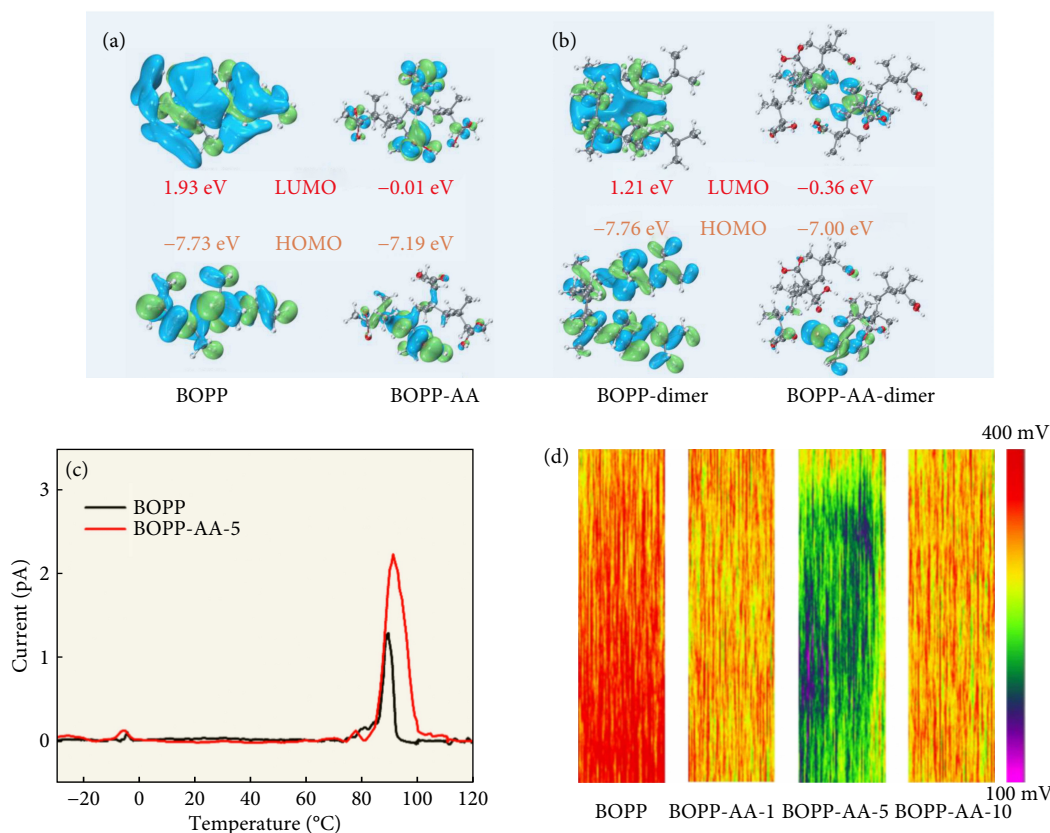 (a)
(b)
1.93 eV LUMO −0.01 eV
1.21 eV LUMO −0.36 eV
−7.73 eV HOMO −7.19 eV
−7.76 eV HOMO −7.00 eV
BOPP BOPP-AA BOPP-dimer BOPP-AA-dimer
(c)
3
2
1
0
Current (pA)
BOPP
BOPP-AA-5
−20 0 20 40 60 80 100 120
Temperature (°C)
(d)
400 mV
100 mV
BOPP BOPP-AA-1 BOPP-AA-5 BOPP-AA-10